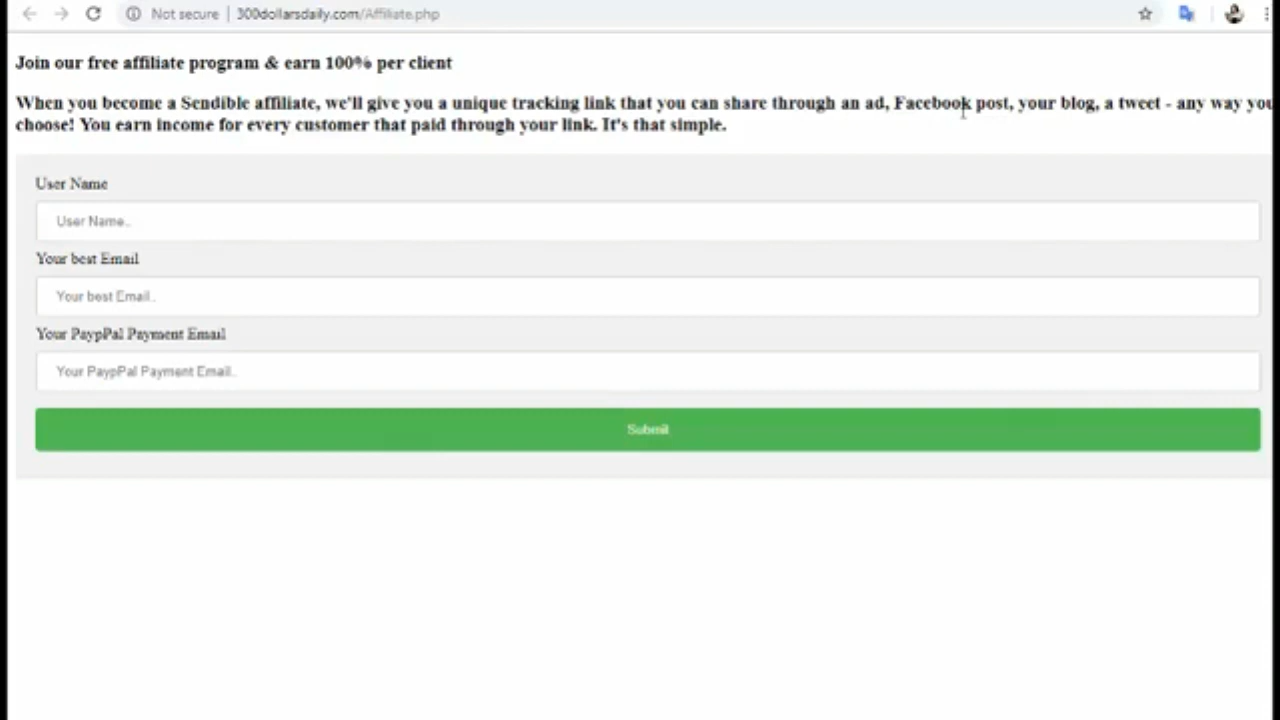 Not secure | 300dollarsdaily.com/Affiliate.php
Join our free affiliate program & earn 100% per client
When you become a Sendible affiliate, we'll give you a unique tracking link that you can share through an ad, Facebook post, your blog, a tweet - any way you
choose! You earn income for every customer that paid through your link. It's that simple.
User Name
User Name..
Your best Email
Your best Email..
Your PaypPal Payment Email
Your PaypPal Payment Email..
Submit